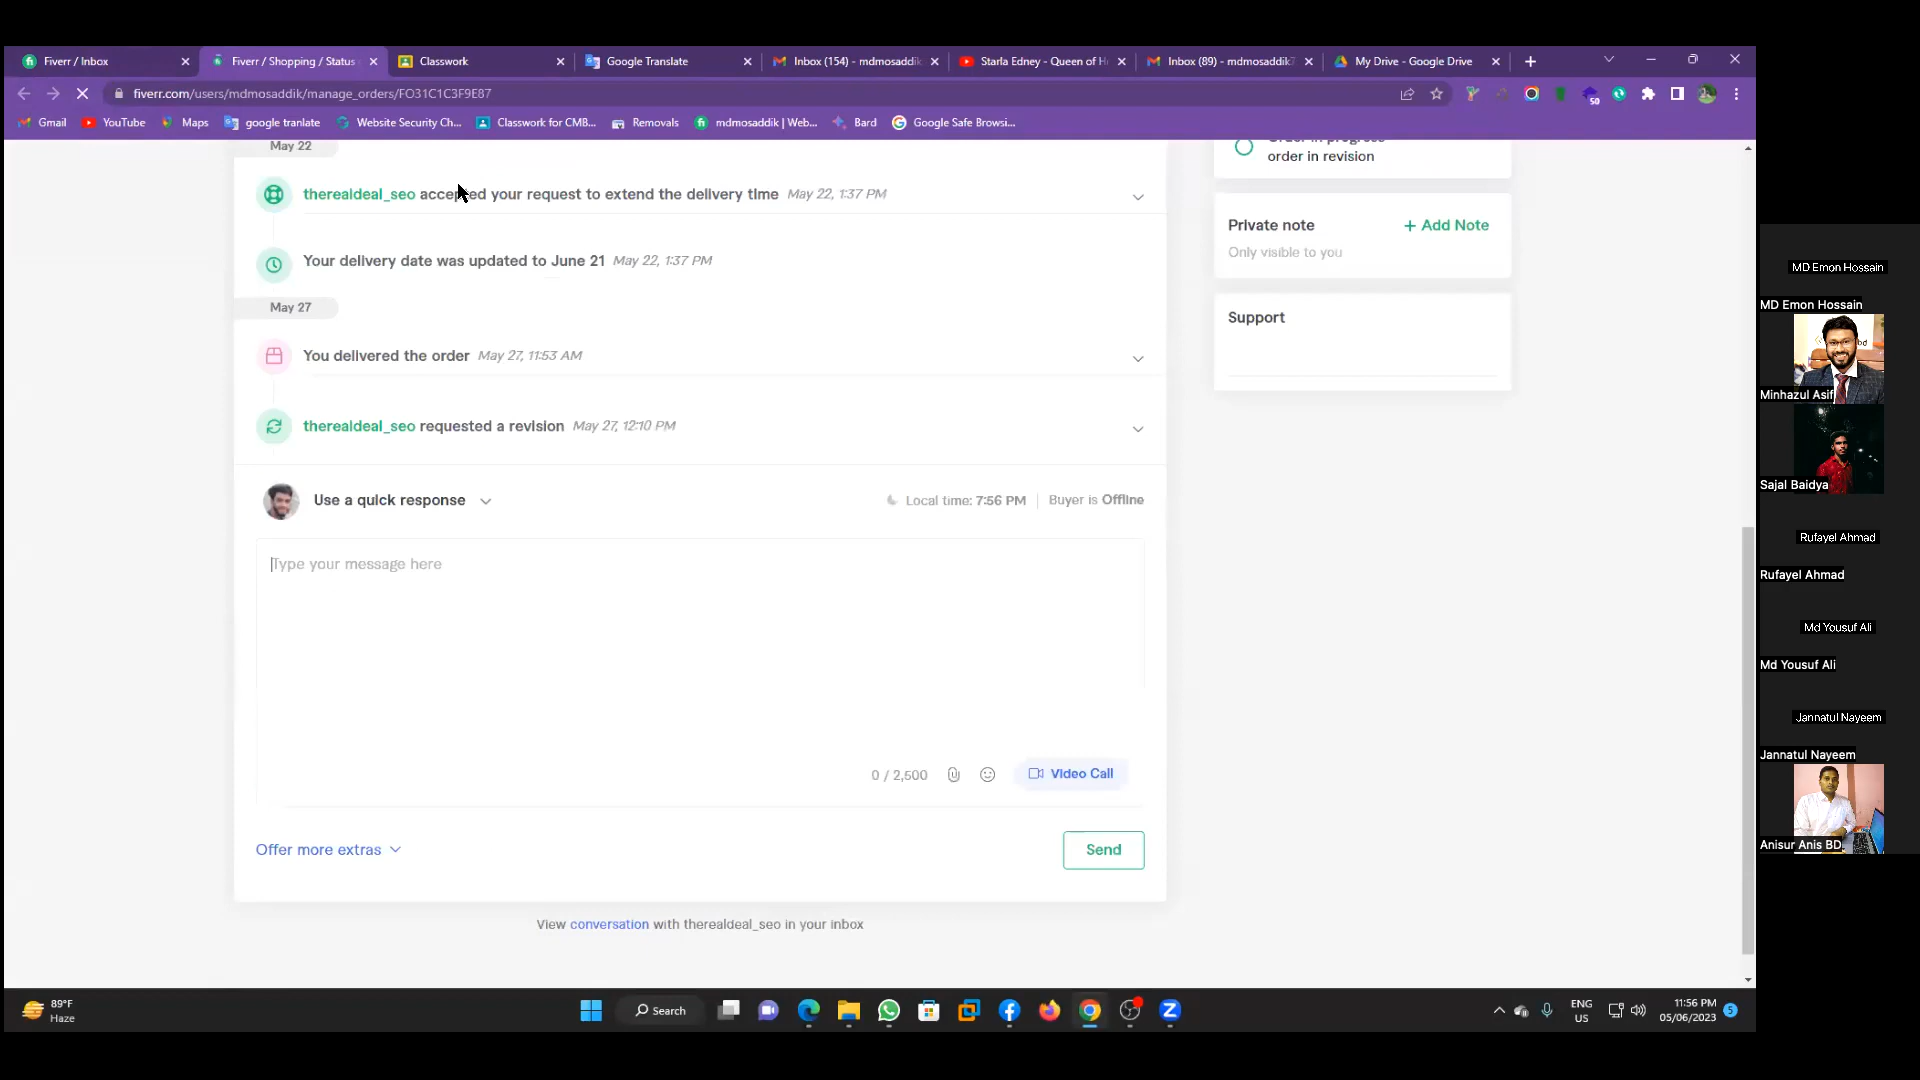 Fiverr / Inbox
Fiverr / Shopping / Status
Classwork
Google Translate
Inbox (154) - mdmosaddik
Starla Edney - Queen of H
Inbox (89) - mdmosaddik7
My Drive - Google Drive
fiverr.com/users/mdmosaddik/manage_orders/FO31C1C3F9E87
50
Gmail
YouTube
Maps
google tranlate
Website Security Ch...
Classwork for CMB...
Removals
mdmosaddik | Web...
Bard
Google Safe Browsi...
May 22
therealdeal_seo accepted your request to extend the delivery time May 22, 1:37 PM
Your delivery date was updated to June 21 May 22, 1:37 PM
May 27
You delivered the order May 27, 11:53 AM
therealdeal_seo requested a revision May 27, 12:10 PM
Use a quick response
Local time: 7:56 PM
Buyer is Offline
Type your message here
0 / 2,500
Video Call
Offer more extras
Send
View conversation with therealdeal_seo in your inbox
Order in progress
order in revision
Private note
+ Add Note
Only visible to you
Support
MD Emon Hossain
MD Emon Hossain
bd
Minhazul Asif
Sajal Baidya
Rufayel Ahmad
Rufayel Ahmad
Md Yousuf Ali
Md Yousuf Ali
Jannatul Nayeem
Jannatul Nayeem
Anisur Anis BD
89°F
Haze
Search
ENG
US
11:56 PM
05/06/2023
5